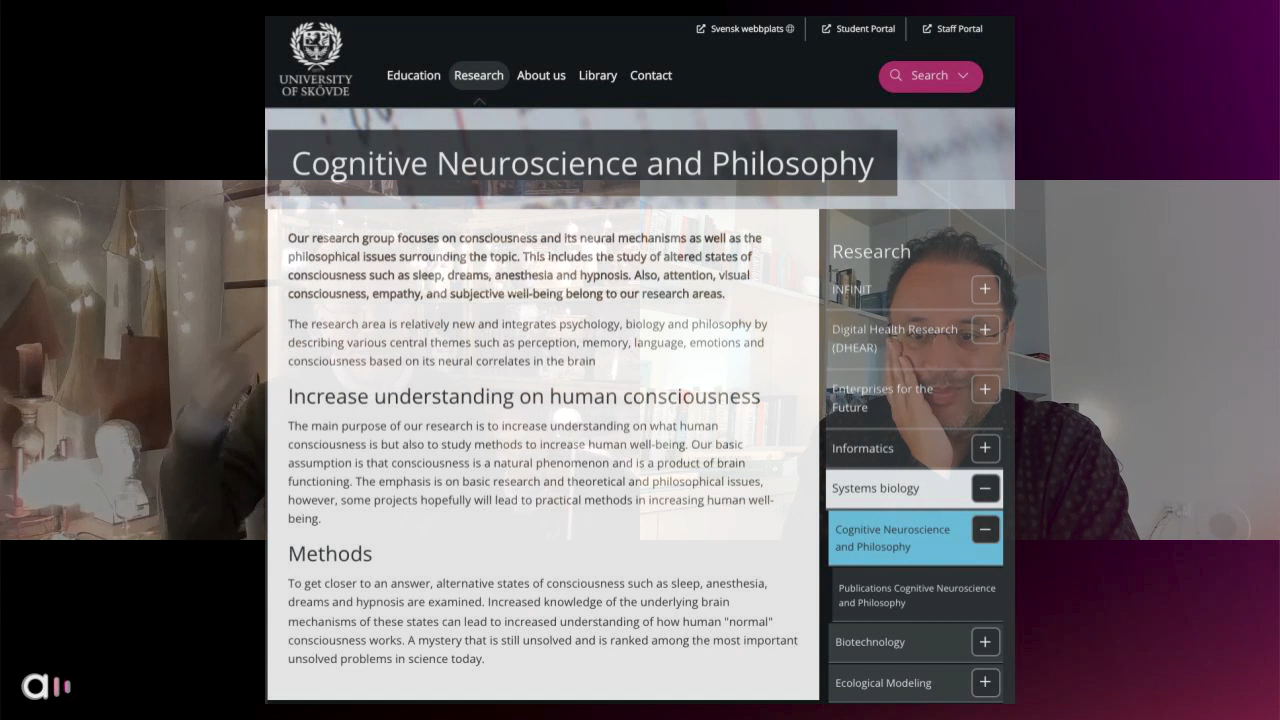 Svensk webbplats
Student Portal
Staff Portal
UNIVERSITY
OF SKÖVDE
Education
Research
About us
Library
Contact
Search
Cognitive Neuroscience and Philosophy
Our research group focuses on consciousness and its neural mechanisms as well as the
philosophical issues surrounding the topic. This includes the study of altered states of
consciousness such as sleep, dreams, anesthesia and hypnosis. Also, attention, visual
consciousness, empathy, and subjective well-being belong to our research areas.
The research area is relatively new and integrates psychology, biology and philosophy by
describing various central themes such as perception, memory, language, emotions and
consciousness based on its neural correlates in the brain
Increase understanding on human consciousness
The main purpose of our research is to increase understanding on what human
consciousness is but also to study methods to increase human well-being. Our basic
assumption is that consciousness is a natural phenomenon and is a product of brain
functioning. The emphasis is on basic research and theoretical and philosophical issues,
however, some projects hopefully will lead to practical methods in increasing human well-
being.
Methods
To get closer to an answer, alternative states of consciousness such as sleep, anesthesia,
dreams and hypnosis are examined. Increased knowledge of the underlying brain
mechanisms of these states can lead to increased understanding of how human "normal"
consciousness works. A mystery that is still unsolved and is ranked among the most important
unsolved problems in science today.
Research
INFINIT
Digital Health Research
(DHEAR)
Enterprises for the
Future
Informatics
Systems biology
Cognitive Neuroscience
and Philosophy
Publications Cognitive Neuroscience
and Philosophy
Biotechnology
Ecological Modeling